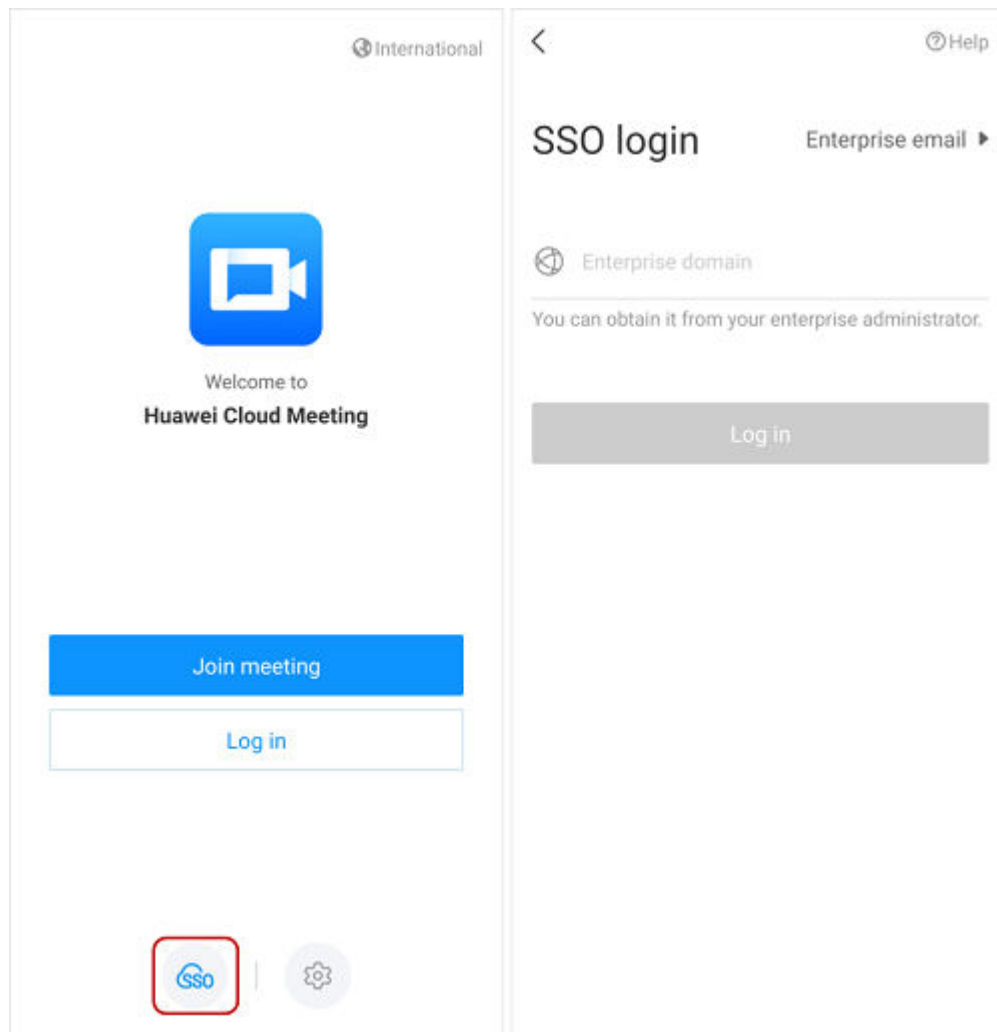 International
Welcome to
Huawei Cloud Meeting
Join meeting
Log in
SSO
Help
SSO login
Enterprise email
Enterprise domain
You can obtain it from your enterprise administrator.
Log in